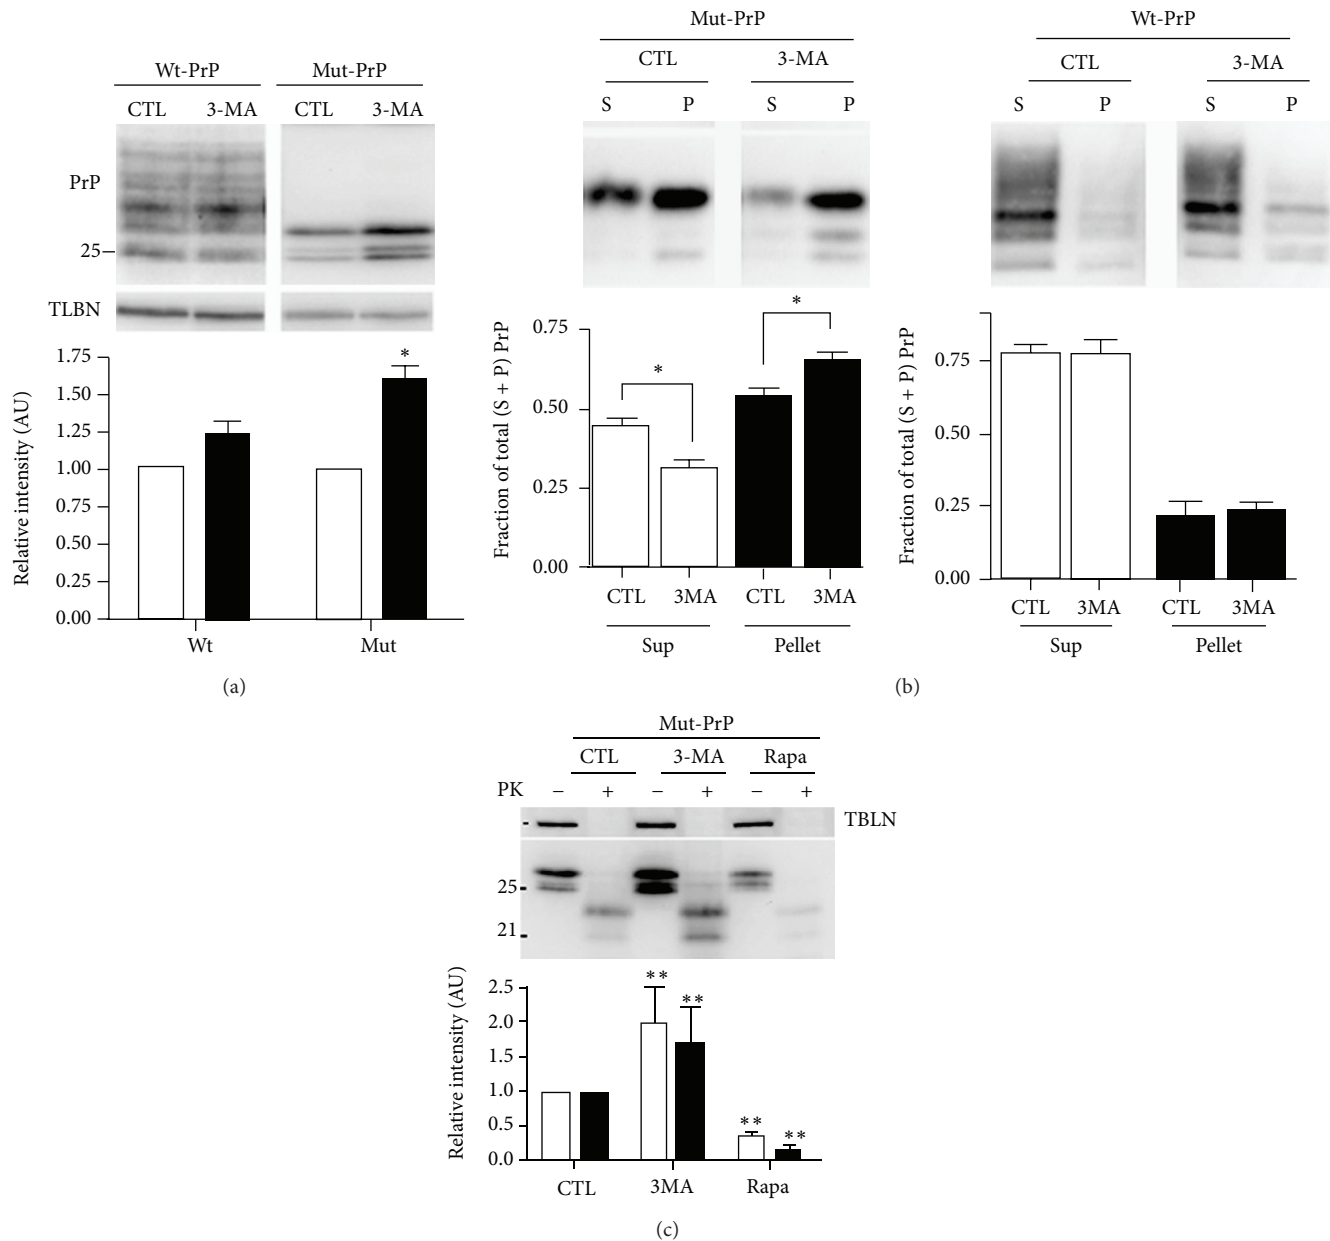 Wt-PrP Mut-PrP
CTL 3-MA CTL 3-MA
PrP
25
TLBN
Relative intensity (AU)
1.75
*
1.50
1.25
1.00
0.75
0.50
0.25
0.00
Wt Mut
(a)
Mut-PrP
CTL 3-MA
S P S P
Fraction of total (S + P) PrP
0.75
*
*
0.50
0.25
0.00
CTL 3MA CTL 3MA
Sup Pellet
Wt-PrP
CTL 3-MA
S P S P
Fraction of total (S + P) PrP
0.75
0.50
0.25
0.00
CTL 3MA CTL 3MA
Sup Pellet
(b)
Mut-PrP
CTL 3-MA Rapa
PK − + − + − +
TBLN
25
21
Relative intensity (AU)
2.5
** **
2.0
1.5
1.0
0.5
** **
0.0
CTL 3MA Rapa
(c)